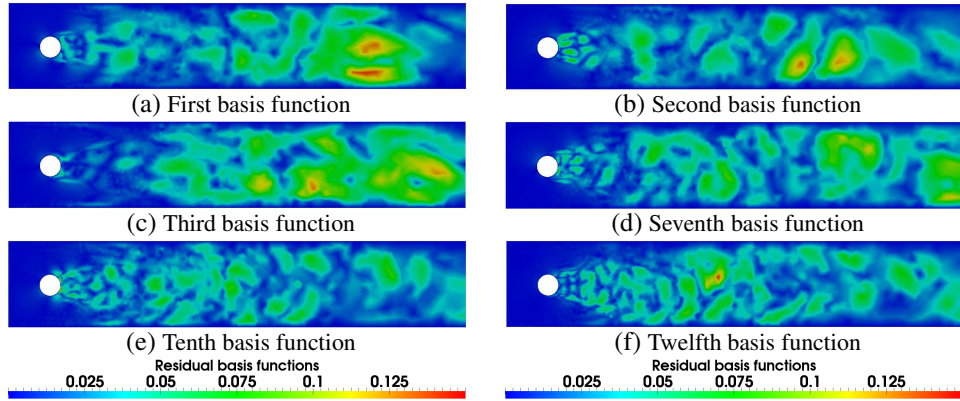 (a) First basis function
(b) Second basis function
(c) Third basis function
(d) Seventh basis function
(e) Tenth basis function
(f) Twelfth basis function
Residual basis functions
0.025 0.05 0.075 0.1 0.125
Residual basis functions
0.025 0.05 0.075 0.1 0.125